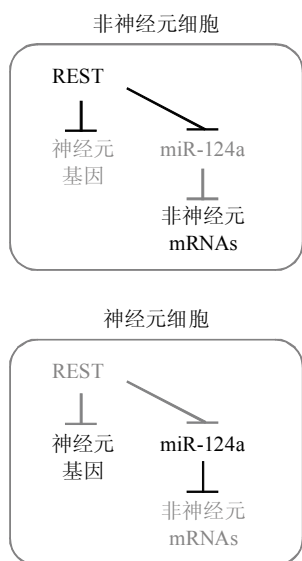 非神经元细胞
REST
神经元
基因
miR-124a
非神经元
mRNAs
神经元细胞
REST
神经元
基因
miR-124a
非神经元
mRNAs